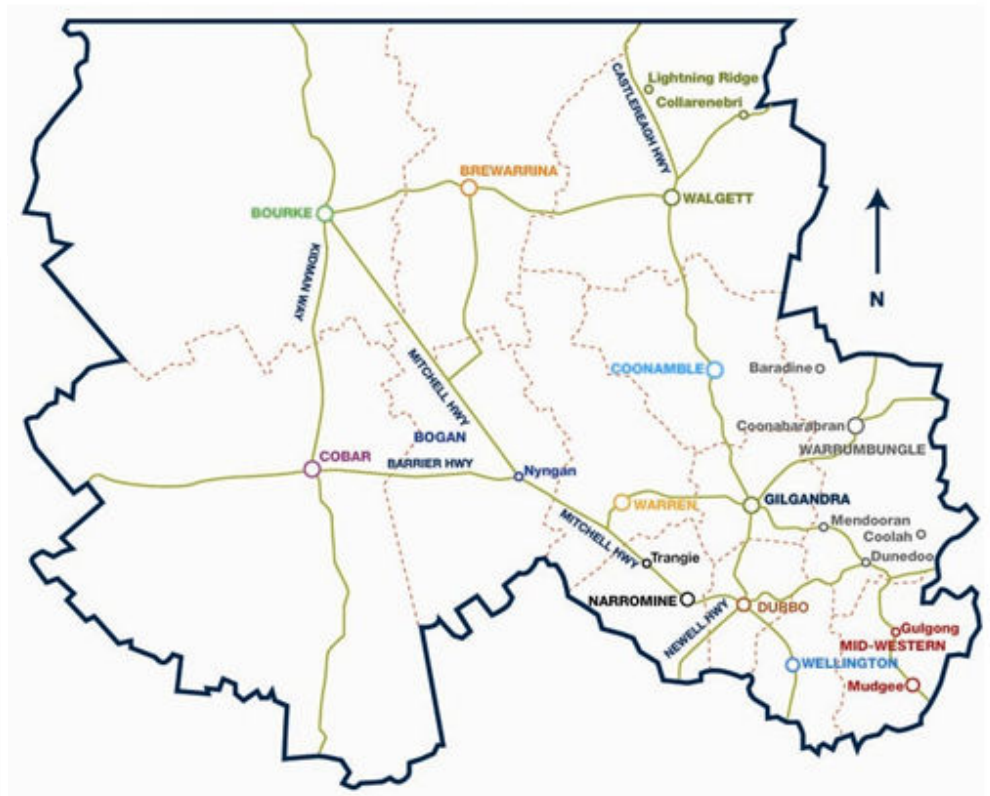 Lightning Ridge
Collarenebri
CASTLEREAGH HWY
BREWARRINA
WALGETT
BOURKE
KIDMAN WAY
N
MITCHELL HWY
COONAMBLE
Baradine
Coonabarabran
WARRUMBUNGLE
BOGAN
COBAR
BARRIER HWY
Nyngan
WARREN
GILGANDRA
Mendooran
Coolah
MITCHELL HWY
Trangie
Dunedoo
NARROMINE
DUBBO
NEWELL HWY
Gulgong
MID-WESTERN
WELLINGTON
Mudgee